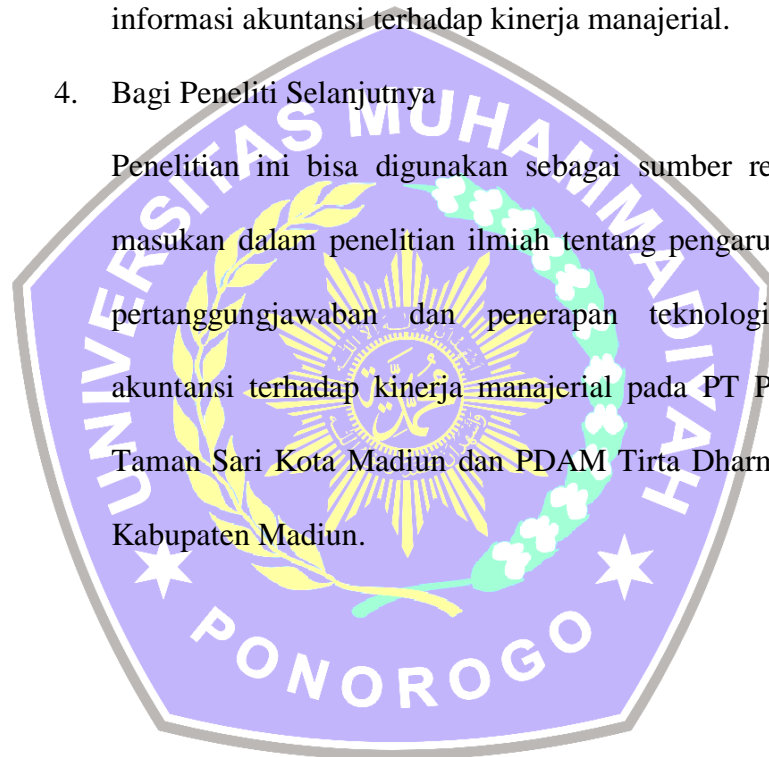 informasi akuntansi terhadap kinerja manajerial.
4. Bagi Peneliti Selanjutnya
Penelitian ini bisa digunakan sebagai sumber re
masukan dalam penelitian ilmiah tentang pengaru
pertanggungjawaban dan penerapan teknologi
akuntansi terhadap kinerja manajerial pada PT P
Taman Sari Kota Madiun dan PDAM Tirta Dharm
Kabupaten Madiun.
UNIVERSITAS MUHAMMADIYAH
PONOROGO